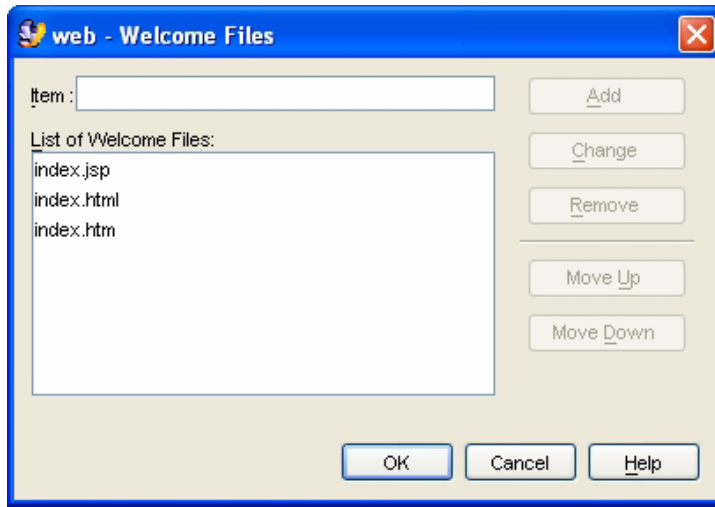 web - Welcome Files
Item :
Add
List of Welcome Files:
Change
index.jsp
index.html
Remove
index.htm
Move Up
Move Down
OK Cancel Help